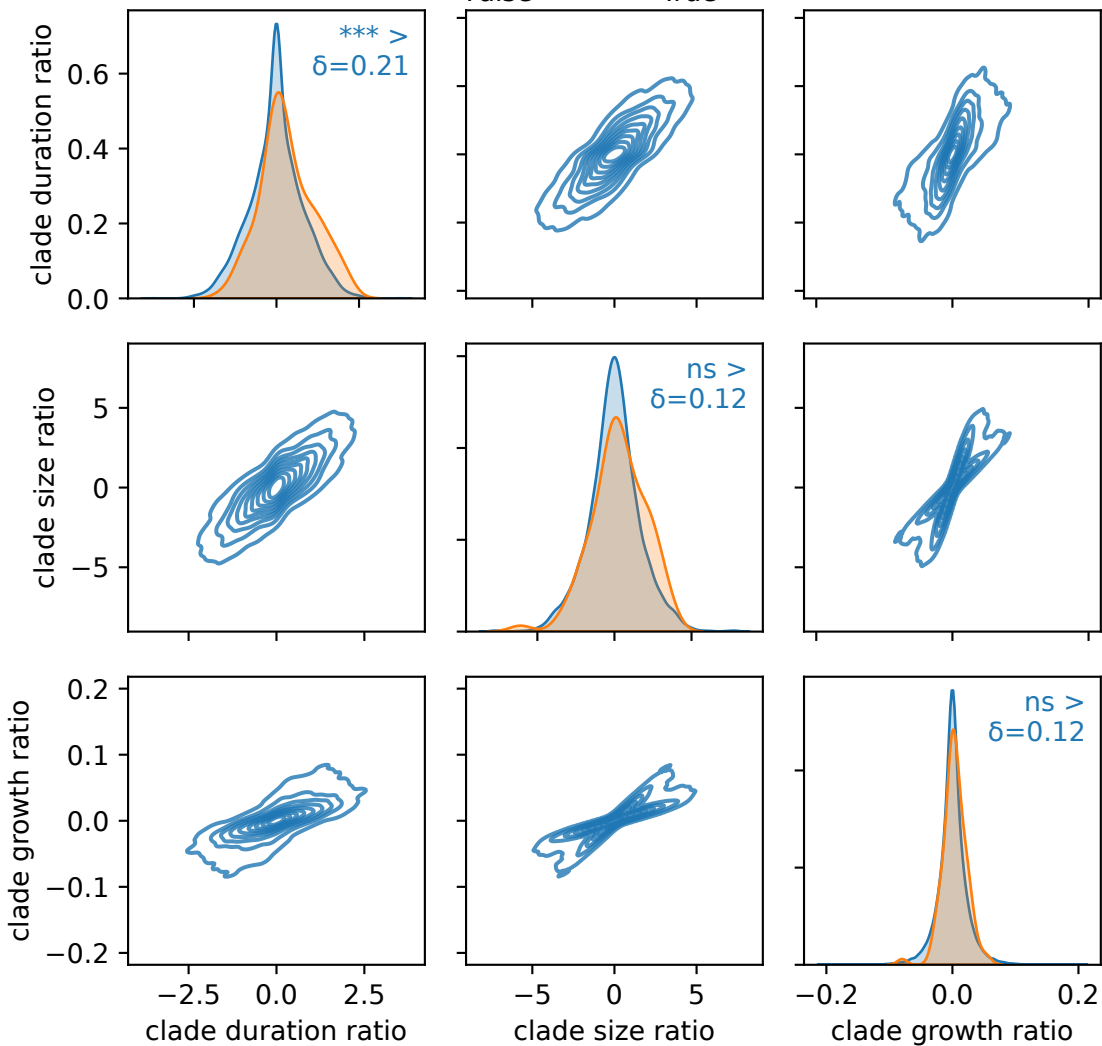 clade duration ratio
0.6
0.4
0.2
0.0
*** >
δ=0.21
clade size ratio
5
0
−5
ns >
δ=0.12
clade growth ratio
0.2
0.1
0.0
−0.1
−0.2
ns >
δ=0.12
−2.5 0.0 2.5
−5 0 5
−0.2 0.0 0.2
clade duration ratio
clade size ratio
clade growth ratio